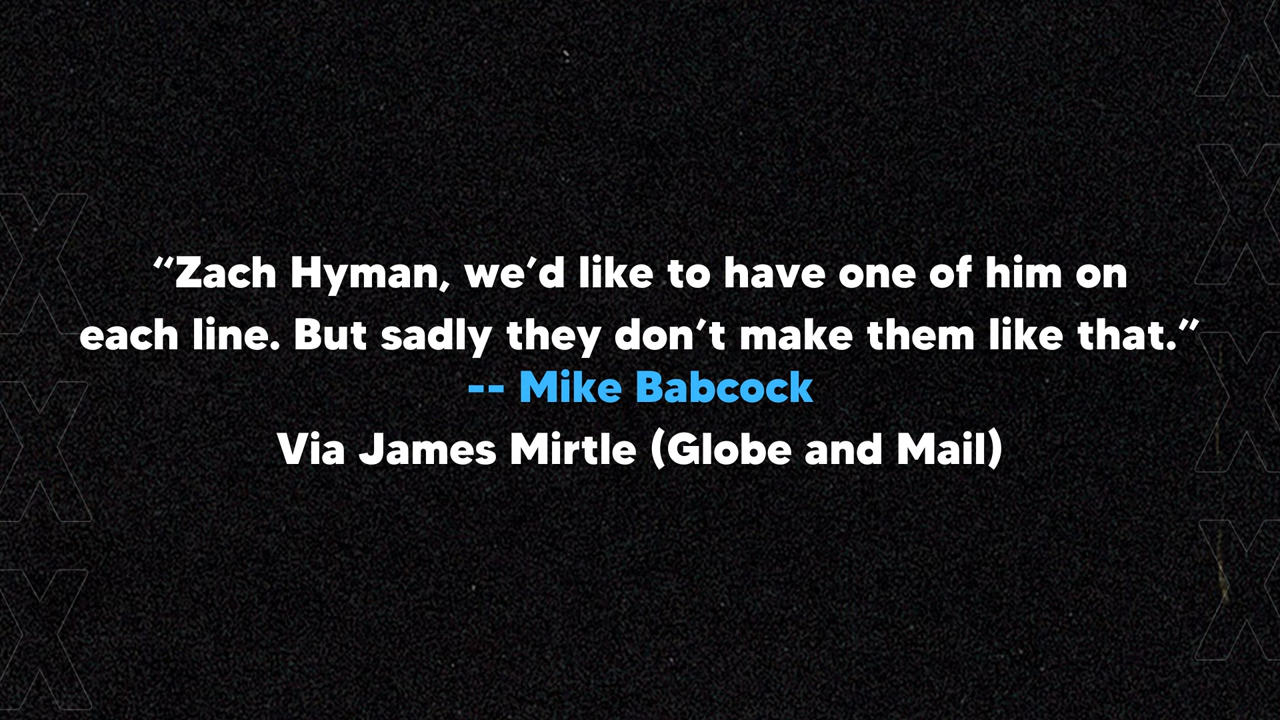 “Zach Hyman, we’d like to have one of him on
each line. But sadly they don’t make them like that.”
-- Mike Babcock
Via James Mirtle (Globe and Mail)